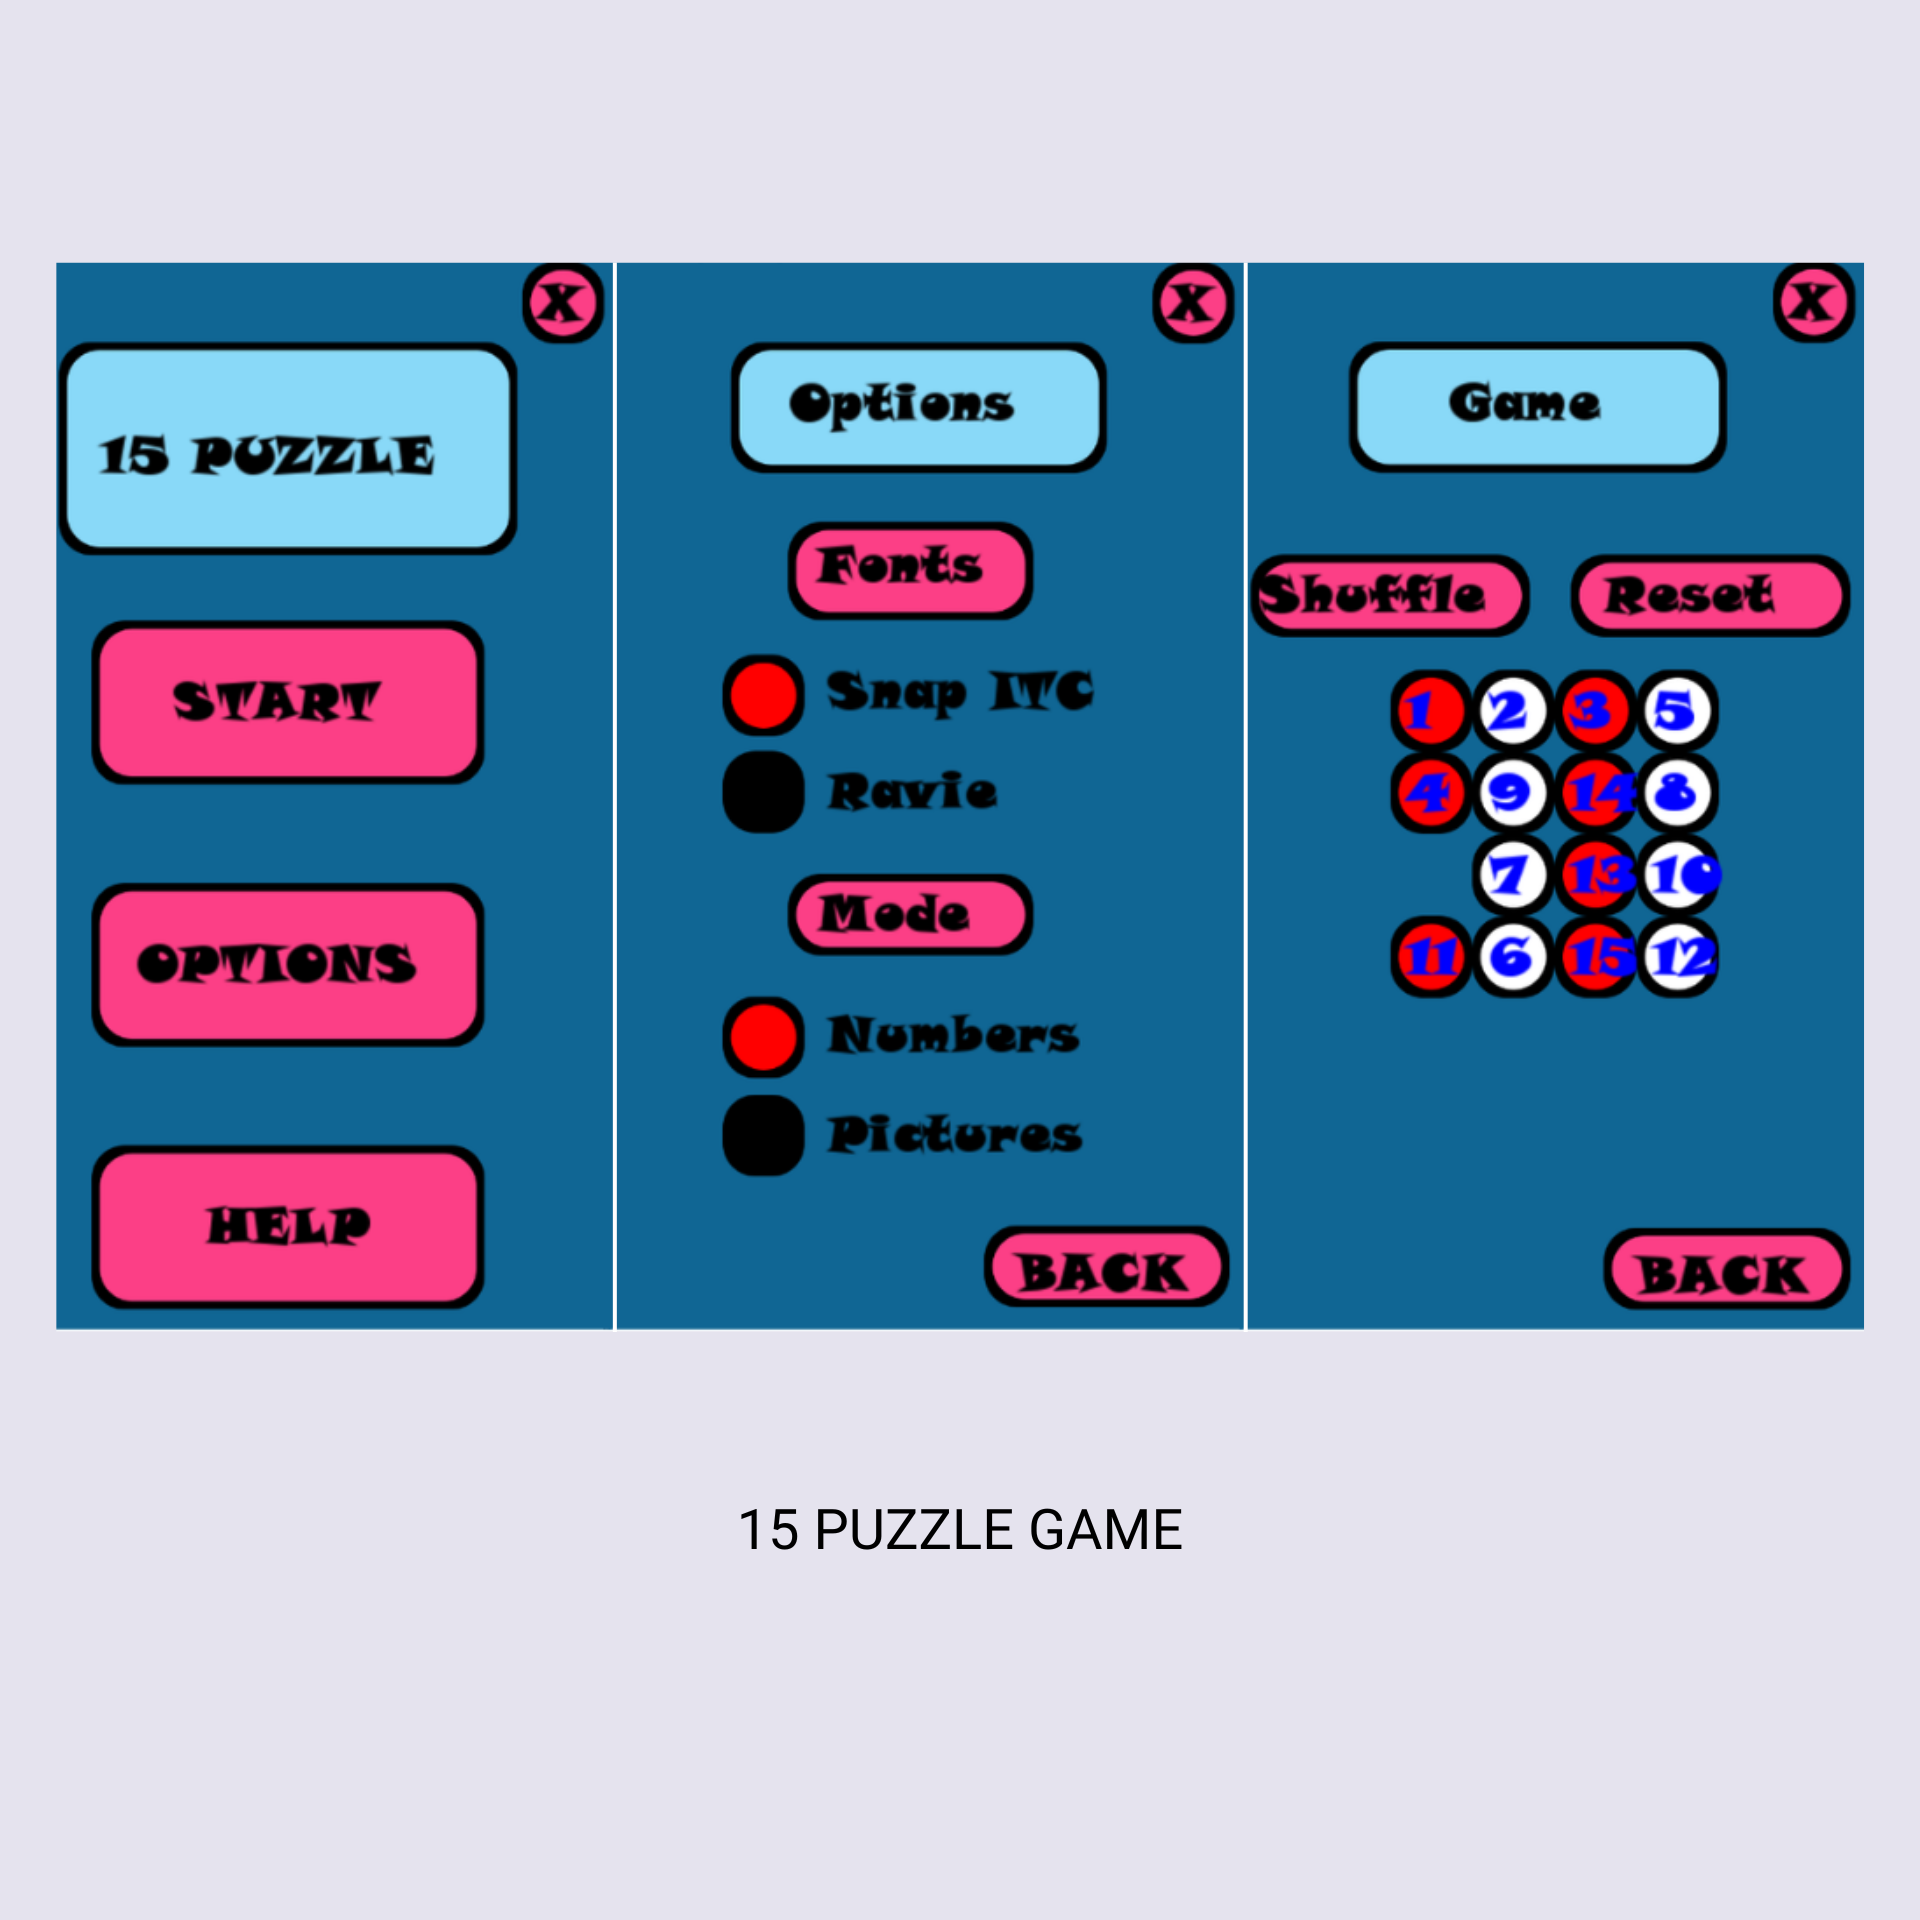 X
15 PUZZLE
START
OPTIONS
HELP
X
Options
Fonts
Snap ITC
Ravie
Mode
Numbers
Pictures
BACK
X
Game
Shuffle Reset
1 2 3 5
4 9 14 8
7 13 10
11 6 15 12
BACK
15 PUZZLE GAME